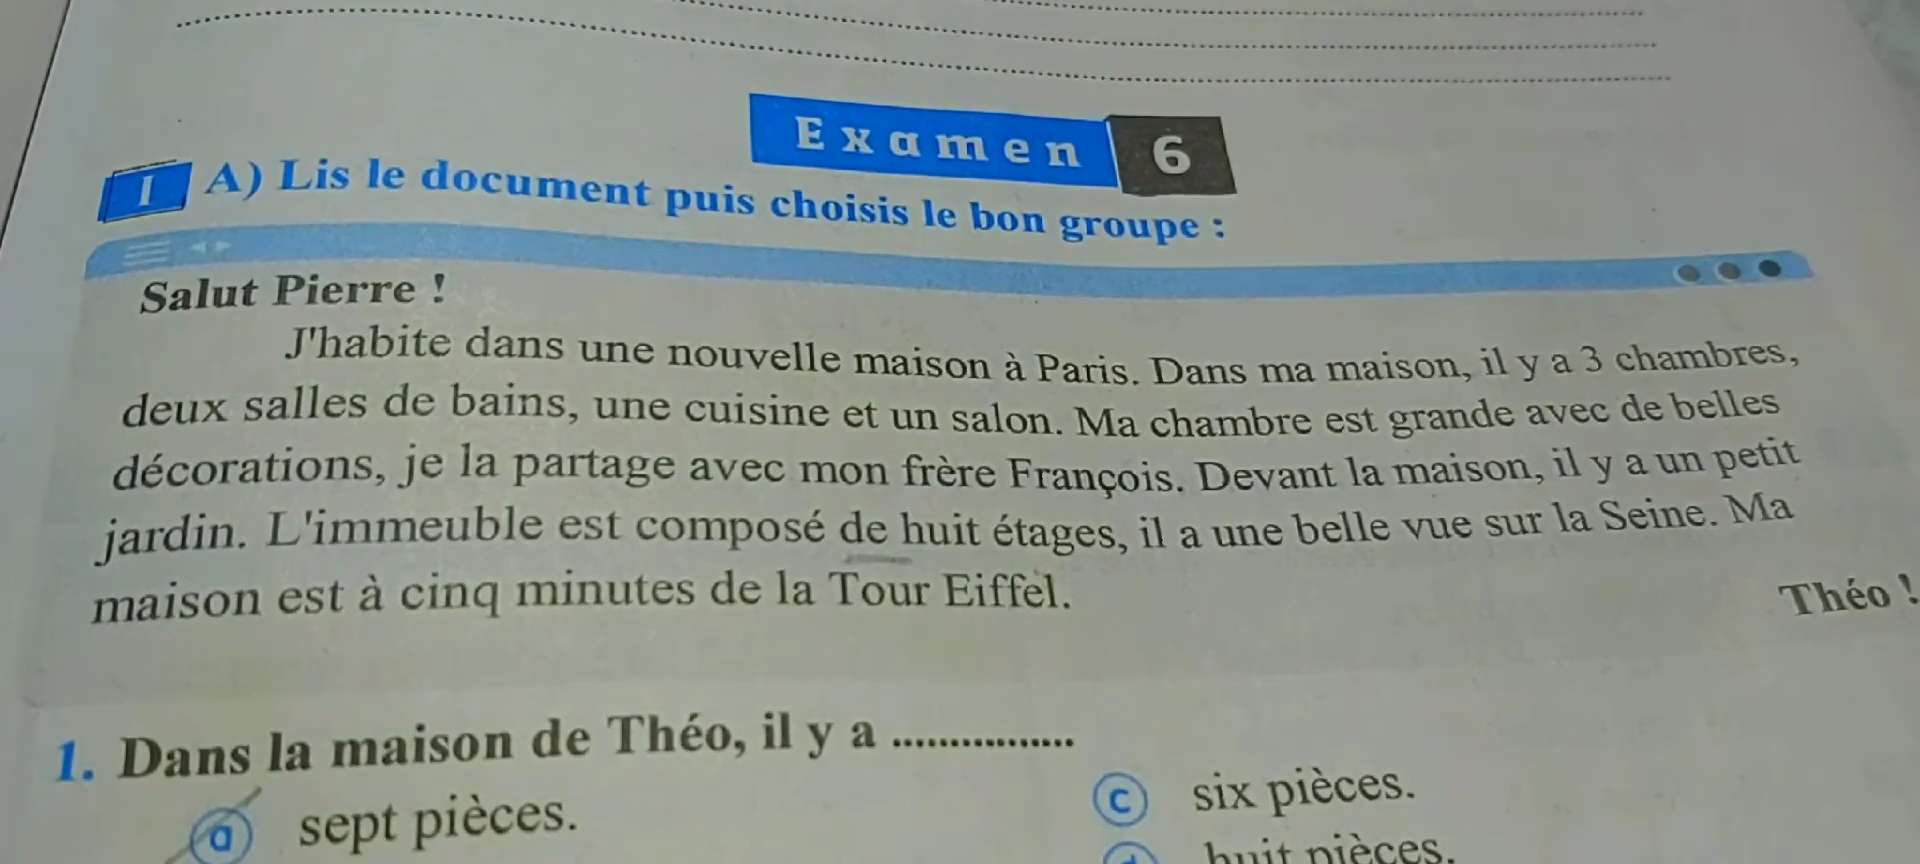 Examen 6
I A) Lis le document puis choisis le bon groupe :
Salut Pierre !
J'habite dans une nouvelle maison à Paris. Dans ma maison, il y a 3 chambres,
deux salles de bains, une cuisine et un salon. Ma chambre est grande avec de belles
décorations, je la partage avec mon frère François. Devant la maison, il y a un petit
jardin. L'immeuble est composé de huit étages, il a une belle vue sur la Seine. Ma
maison est à cinq minutes de la Tour Eiffel.
Théo !
1. Dans la maison de Théo, il y a ................
a sept pièces.
c six pièces.
huit pièces.